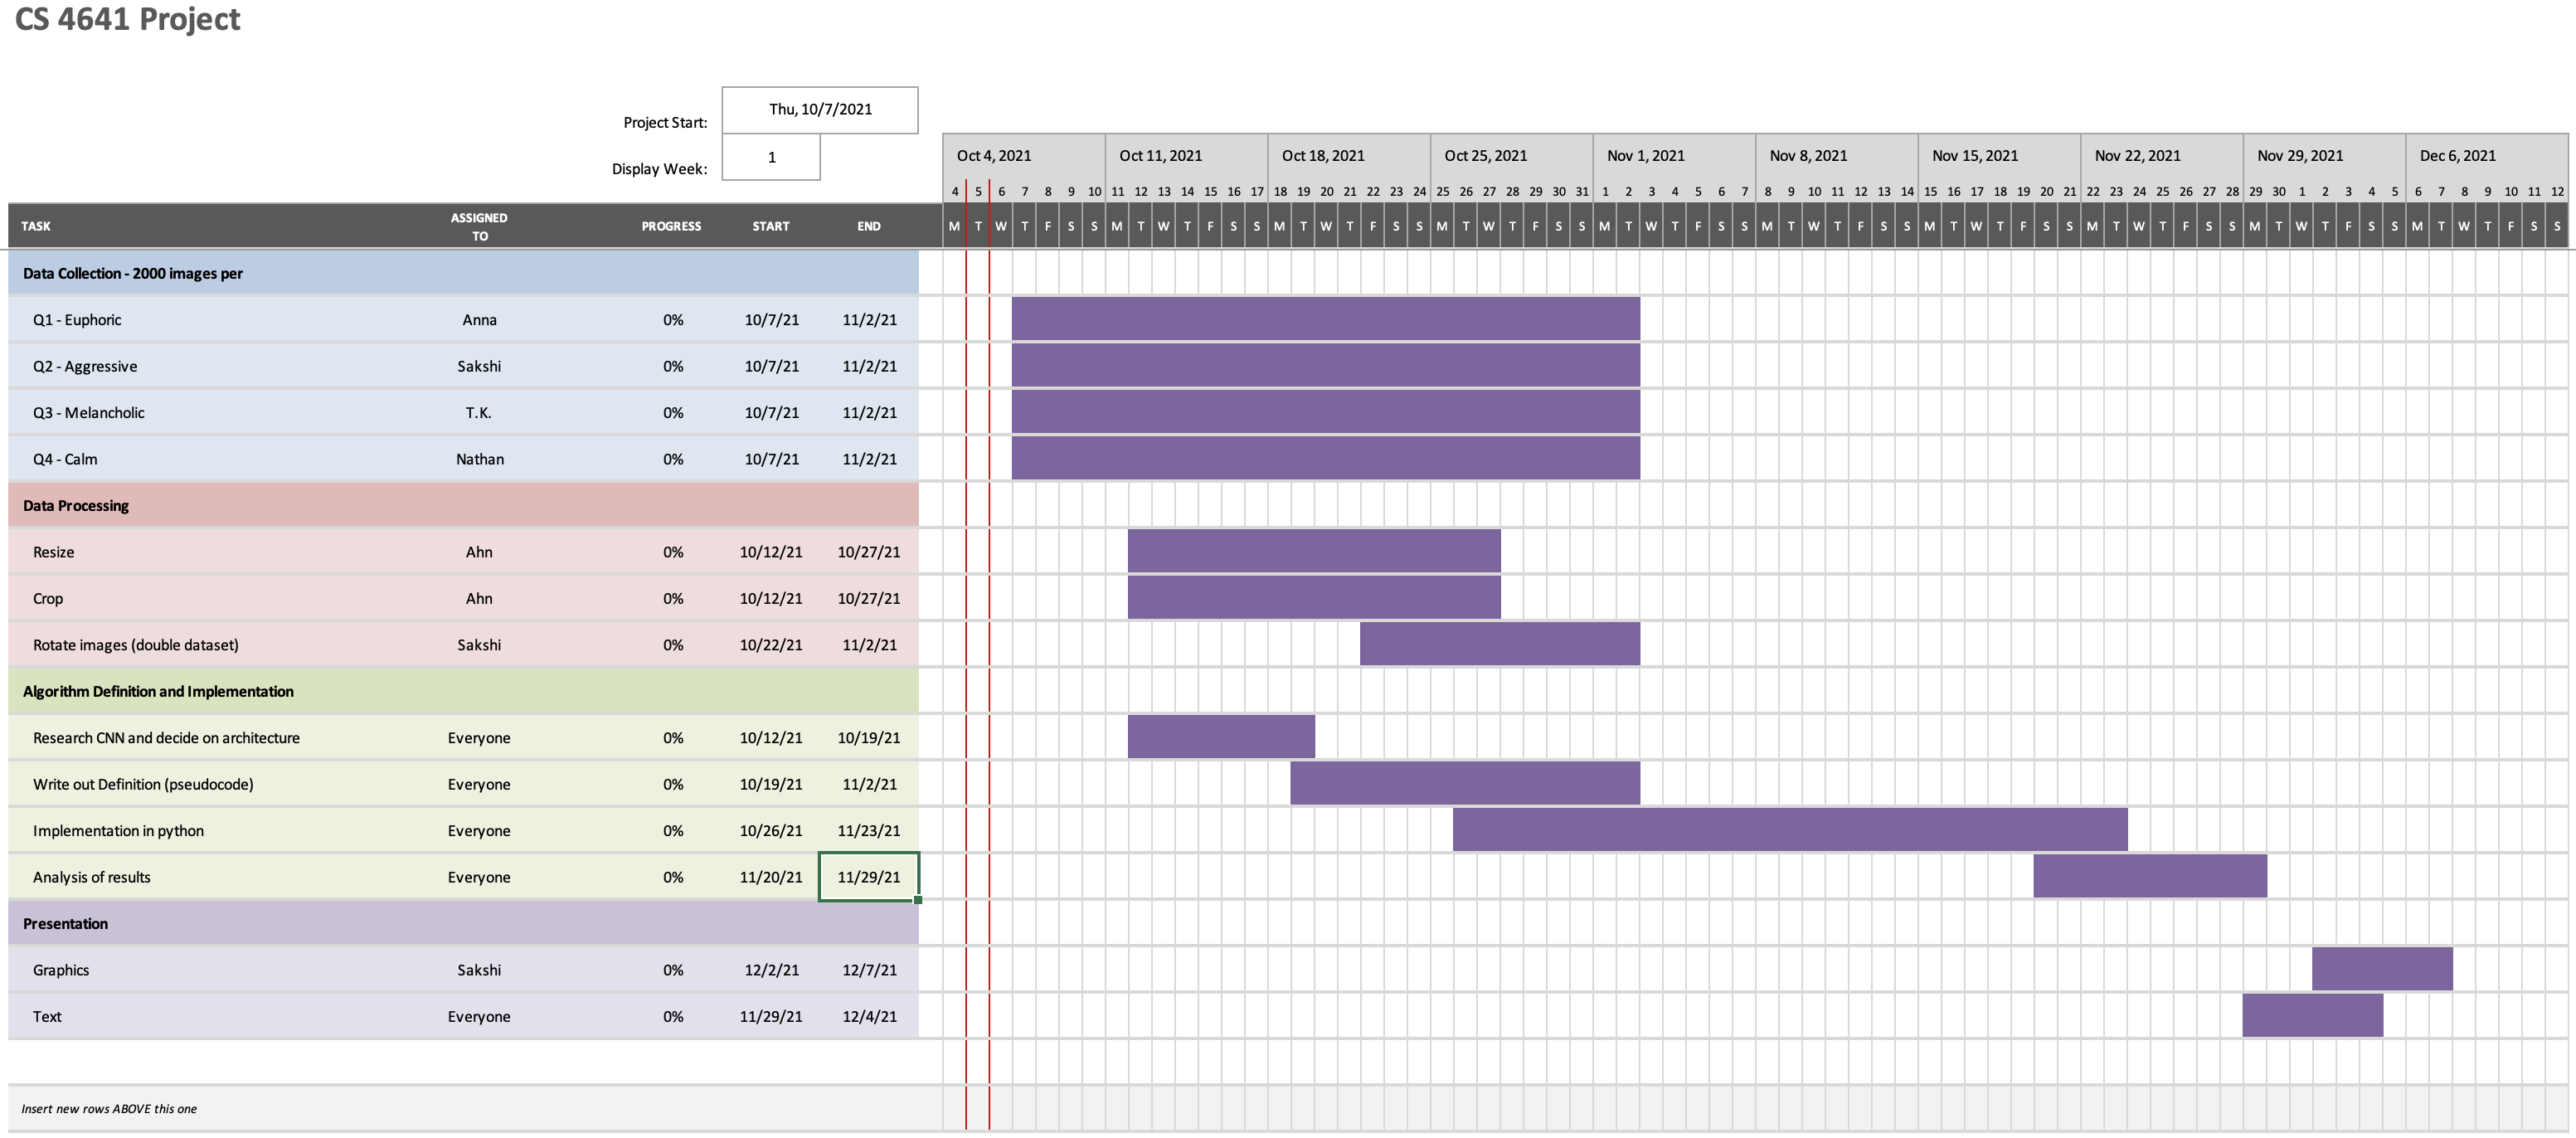 CS 4641 Project
Project Start: Thu, 10/7/2021
Display Week: 1
Oct 4, 2021 Oct 11, 2021 Oct 18, 2021 Oct 25, 2021 Nov 1, 2021 Nov 8, 2021 Nov 15, 2021 Nov 22, 2021 Nov 29, 2021 Dec 6, 2021
4 5 6 7 8 9 10 11 12 13 14 15 16 17 18 19 20 21 22 23 24 25 26 27 28 29 30 31 1 2 3 4 5 6 7 8 9 10 11 12 13 14 15 16 17 18 19 20 21 22 23 24 25 26 27 28 29 30 1 2 3 4 5 6 7 8 9 10 11 12
TASK ASSIGNED TO PROGRESS START END M T W T F S S M T W T F S S M T W T F S S M T W T F S S M T W T F S S M T W T F S S M T W T F S S M T W T F S S M T W T F S S M T W T F S S
Data Collection - 2000 images per
Q1 - Euphoric Anna 0% 10/7/21 11/2/21
Q2 - Aggressive Sakshi 0% 10/7/21 11/2/21
Q3 - Melancholic T.K. 0% 10/7/21 11/2/21
Q4 - Calm Nathan 0% 10/7/21 11/2/21
Data Processing
Resize Ahn 0% 10/12/21 10/27/21
Crop Ahn 0% 10/12/21 10/27/21
Rotate images (double dataset) Sakshi 0% 10/22/21 11/2/21
Algorithm Definition and Implementation
Research CNN and decide on architecture Everyone 0% 10/12/21 10/19/21
Write out Definition (pseudocode) Everyone 0% 10/19/21 11/2/21
Implementation in python Everyone 0% 10/26/21 11/23/21
Analysis of results Everyone 0% 11/20/21 11/29/21
Presentation
Graphics Sakshi 0% 12/2/21 12/7/21
Text Everyone 0% 11/29/21 12/4/21
Insert new rows ABOVE this one